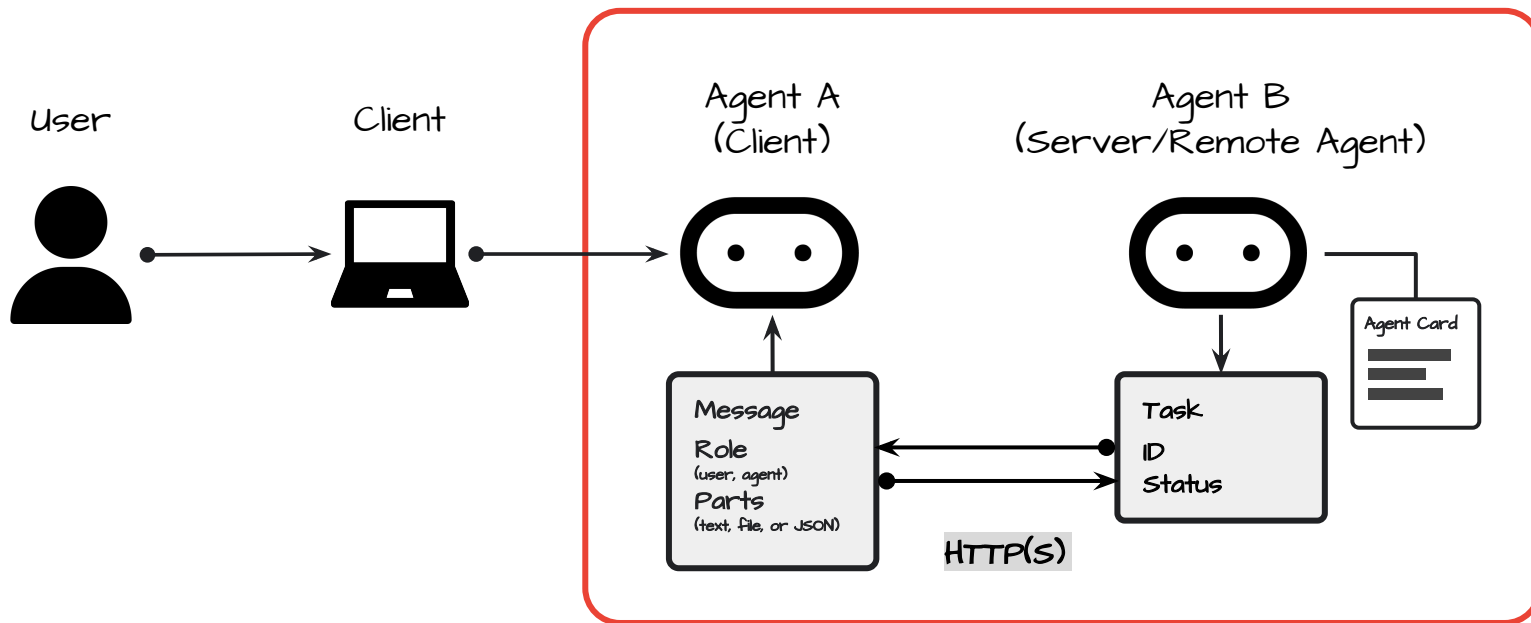 User
Client
Agent A
(Client)
Agent B
(Server/Remote Agent)
Agent Card
Message
Role
(user, agent)
Parts
(text, file, or JSON)
Task
ID
Status
HTTP(S)